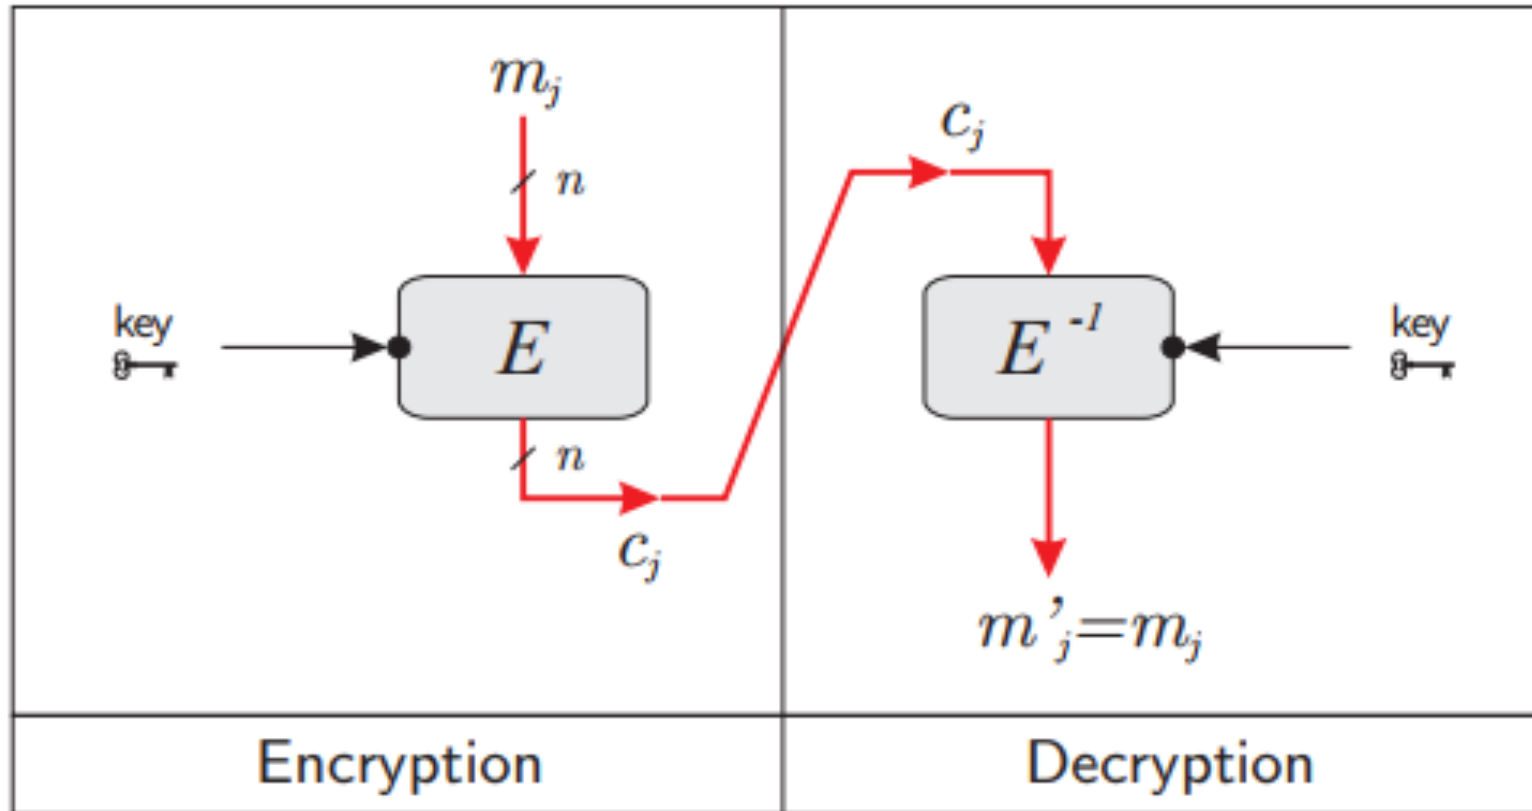 m_j
n
key
E
n
c_j
c_j
E^{-1}
key
m'_j=m_j
Encryption
Decryption